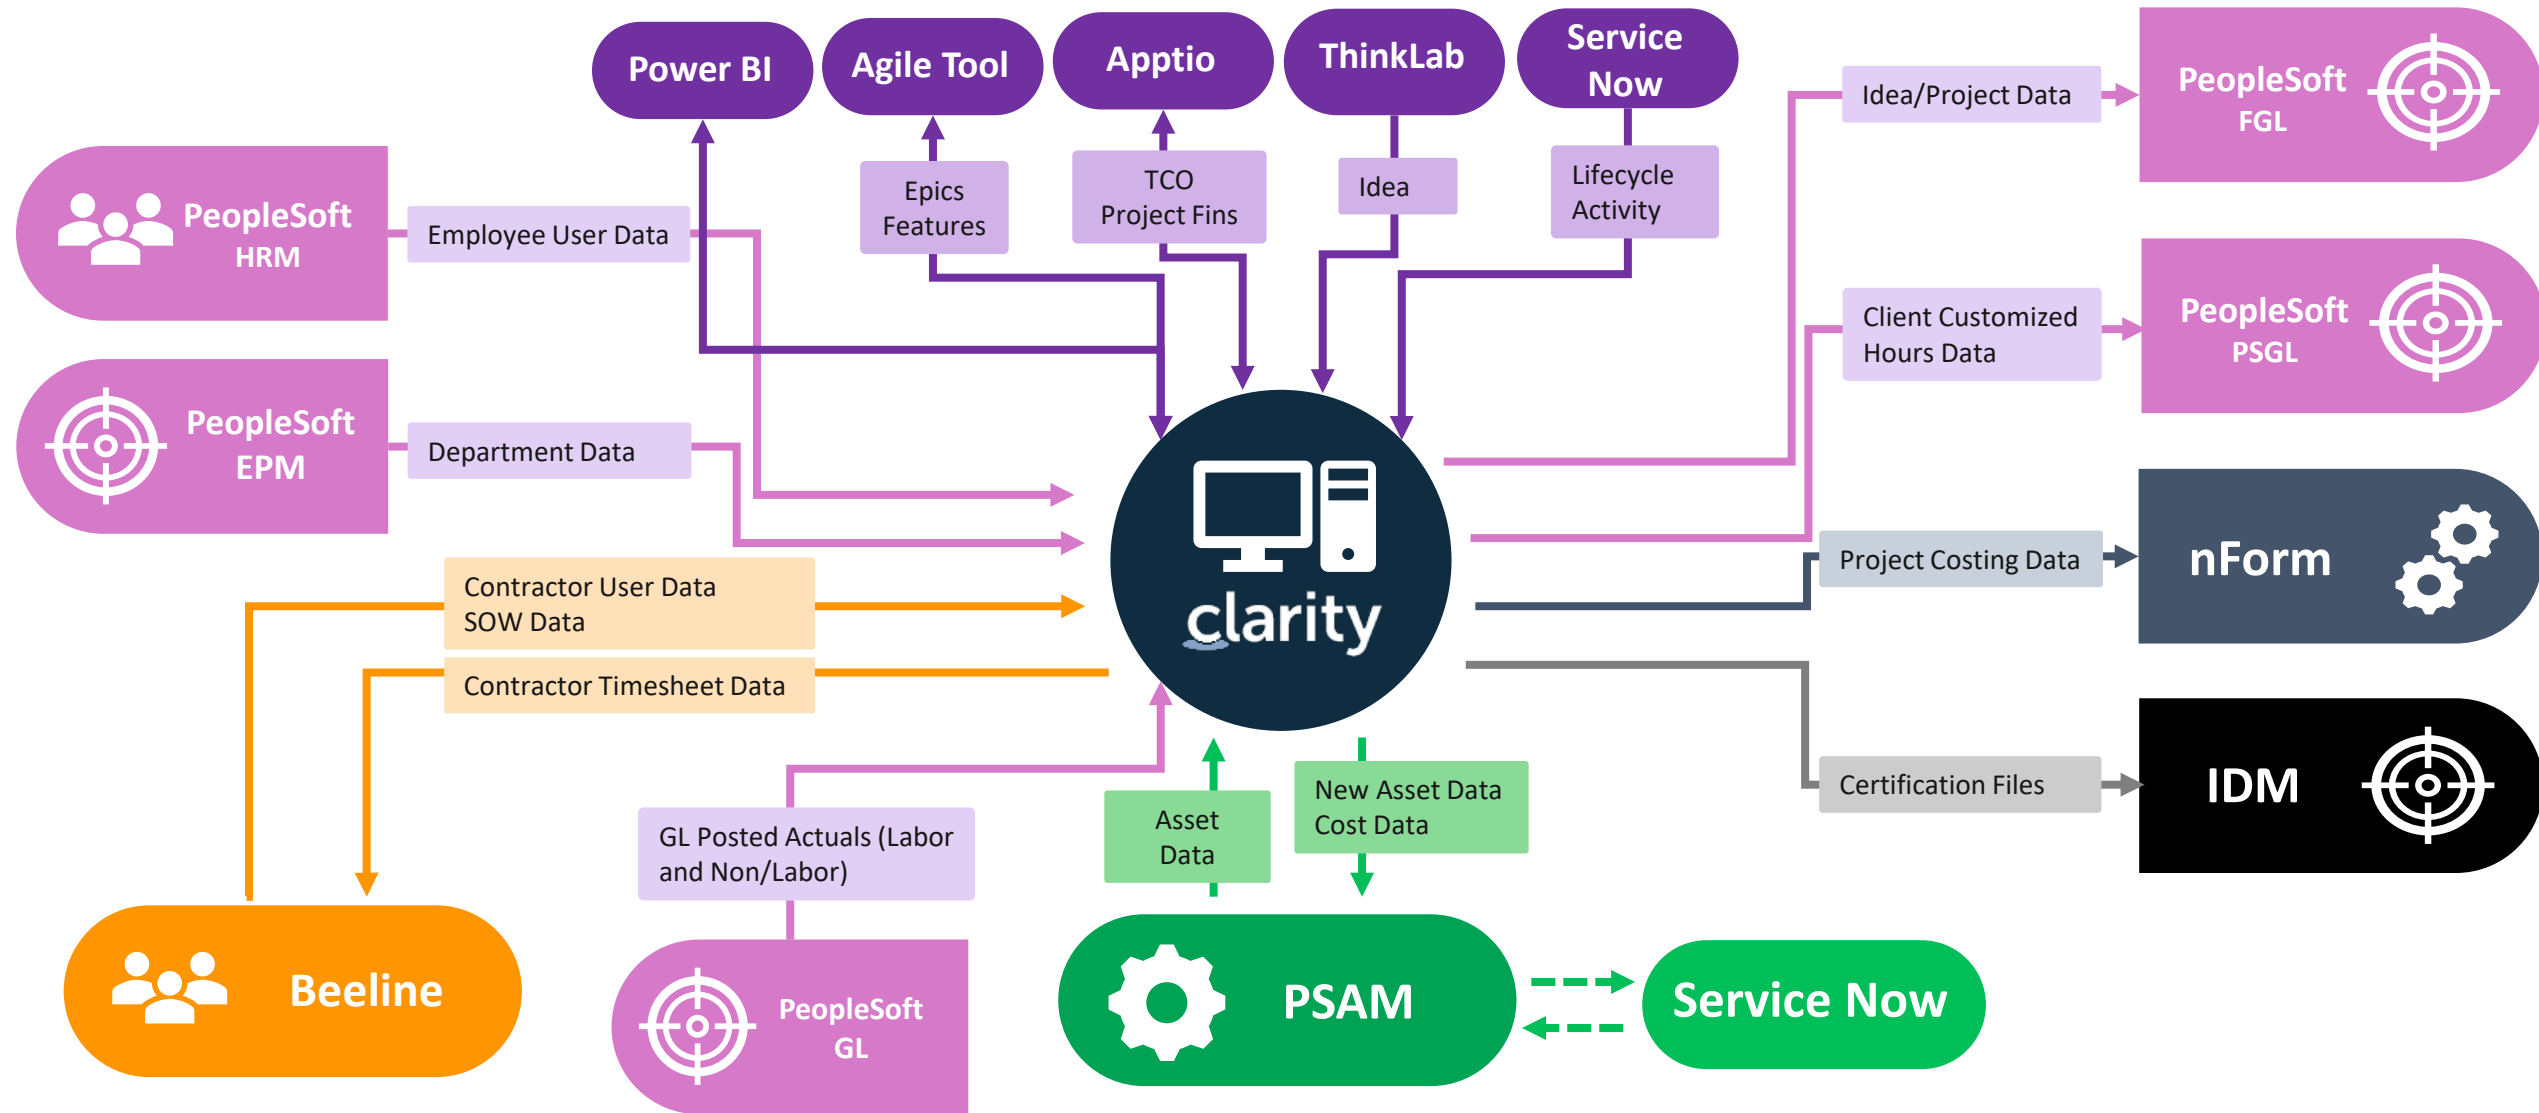 Power BI
Agile Tool
Apptio
ThinkLab
Service
Now
Idea/Project Data
PeopleSoft
FGL
Epics
Features
TCO
Project Fins
Idea
Lifecycle
Activity
PeopleSoft
HRM
Employee User Data
Client Customized
Hours Data
PeopleSoft
PSGL
PeopleSoft
EPM
Department Data
Contractor User Data
SOW Data
Contractor Timesheet Data
clarity
Project Costing Data
nForm
Certification Files
IDM
GL Posted Actuals (Labor
and Non/Labor)
Asset
Data
New Asset Data
Cost Data
Beeline
PeopleSoft
GL
PSAM
Service Now